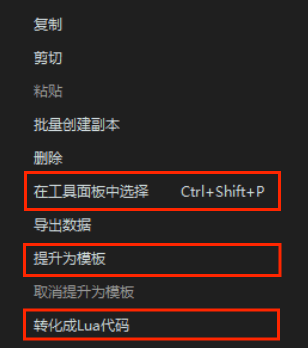 复制
剪切
粘贴
批量创建副本
删除
在工具面板中选择 Ctrl+Shift+P
导出数据
提升为模板
取消提升为模板
转化成Lua代码